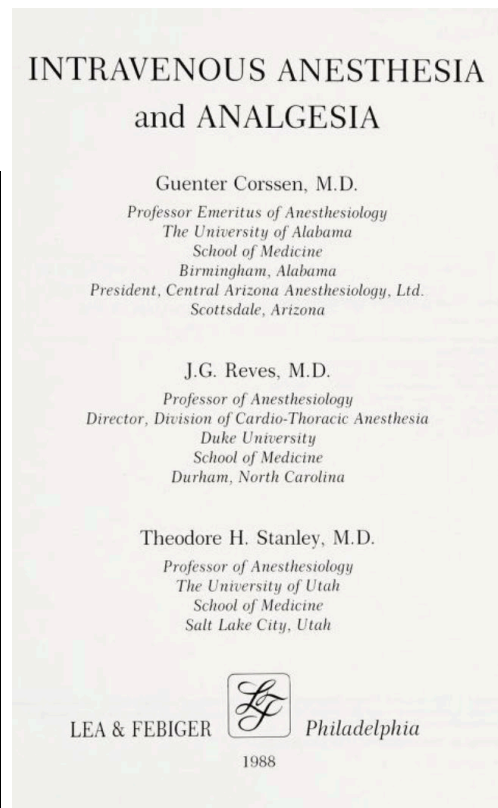 INTRAVENOUS ANESTHESIA
and ANALGESIA
Guenter Corssen, M.D.
Professor Emeritus of Anesthesiology
The University of Alabama
School of Medicine
Birmingham, Alabama
President, Central Arizona Anesthesiology, Ltd.
Scottsdale, Arizona
J.G. Reves, M.D.
Professor of Anesthesiology
Director, Division of Cardio-Thoracic Anesthesia
Duke University
School of Medicine
Durham, North Carolina
Theodore H. Stanley, M.D.
Professor of Anesthesiology
The University of Utah
School of Medicine
Salt Lake City, Utah
LEA & FEBIGER LF Philadelphia
1988